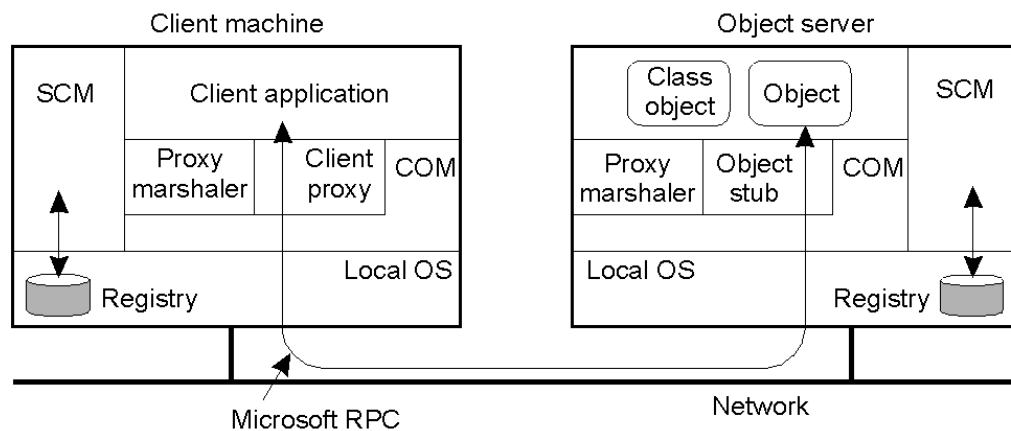 Client machine
Object server
SCM
Client application
Class
object
Object
SCM
Proxy
marshaler
Client
proxy
COM
Proxy
marshaler
Object
stub
COM
Local OS
Local OS
Registry
Registry
Microsoft RPC
Network